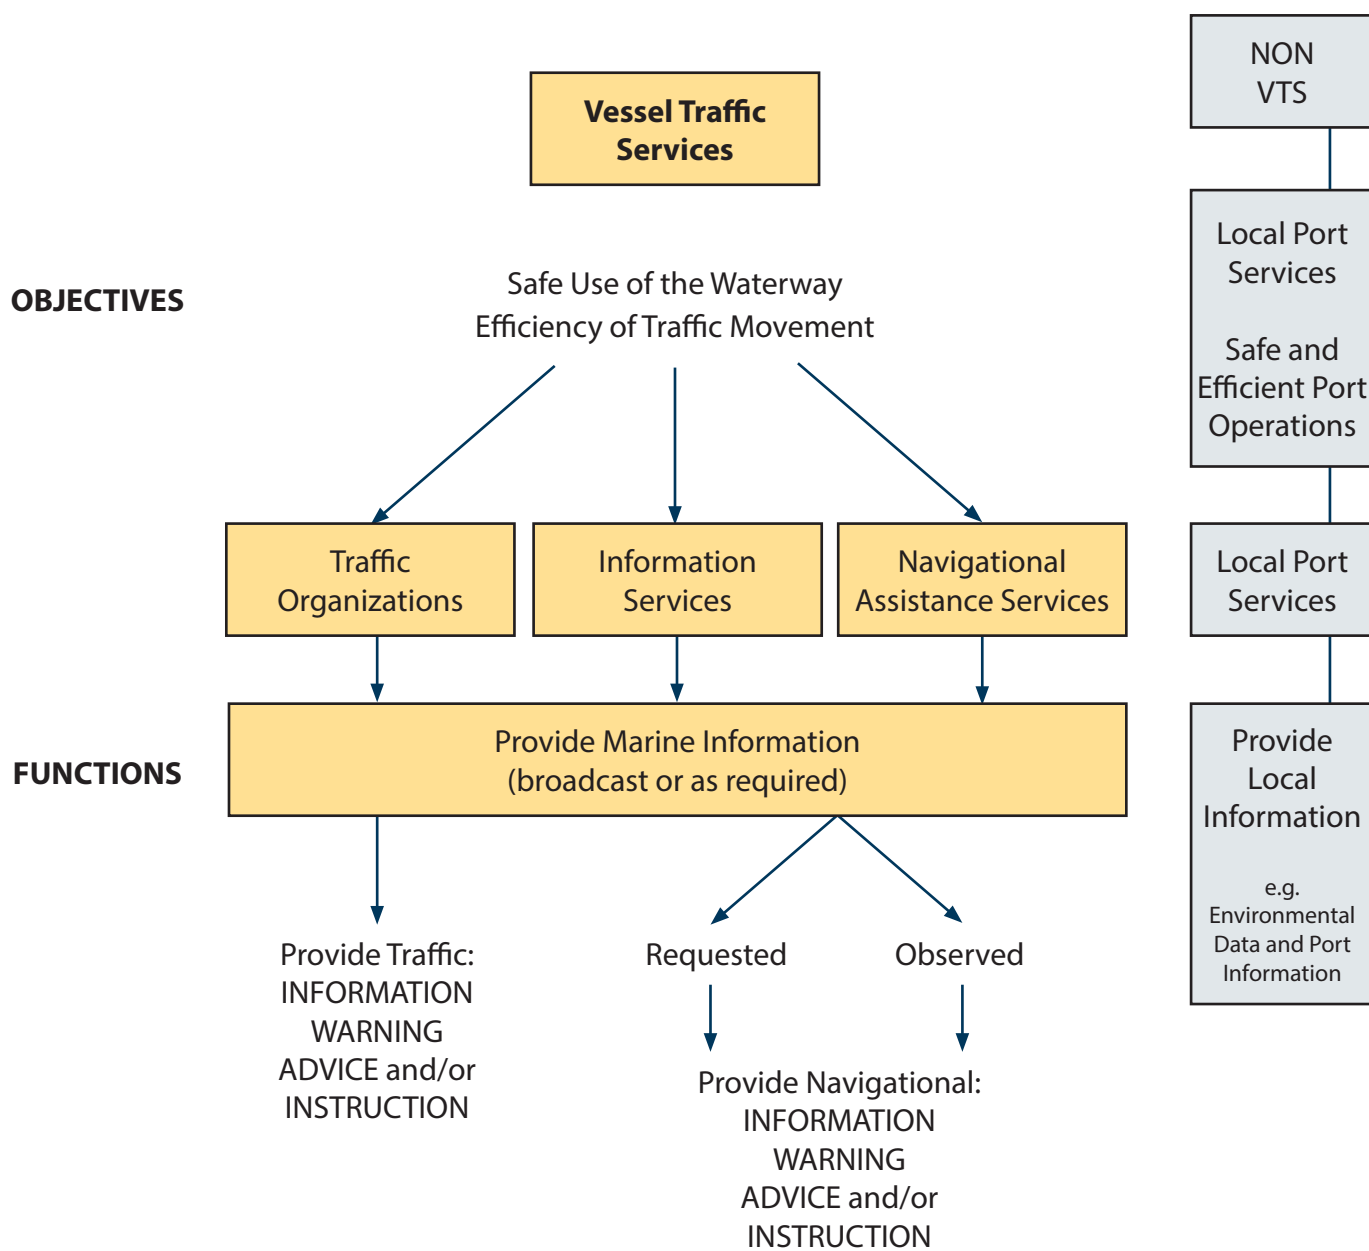 Vessel Traffic
Services
OBJECTIVES
Safe Use of the Waterway
Efficiency of Traffic Movement
Traffic
Organizations
Information
Services
Navigational
Assistance Services
FUNCTIONS
Provide Marine Information
(broadcast or as required)
Provide Traffic:
INFORMATION
WARNING
ADVICE and/or
INSTRUCTION
Requested
Observed
Provide Navigational:
INFORMATION
WARNING
ADVICE and/or
INSTRUCTION
NON
VTS
Local Port
Services
Safe and
Efficient Port
Operations
Local Port
Services
Provide
Local
Information
e.g.
Environmental
Data and Port
Information